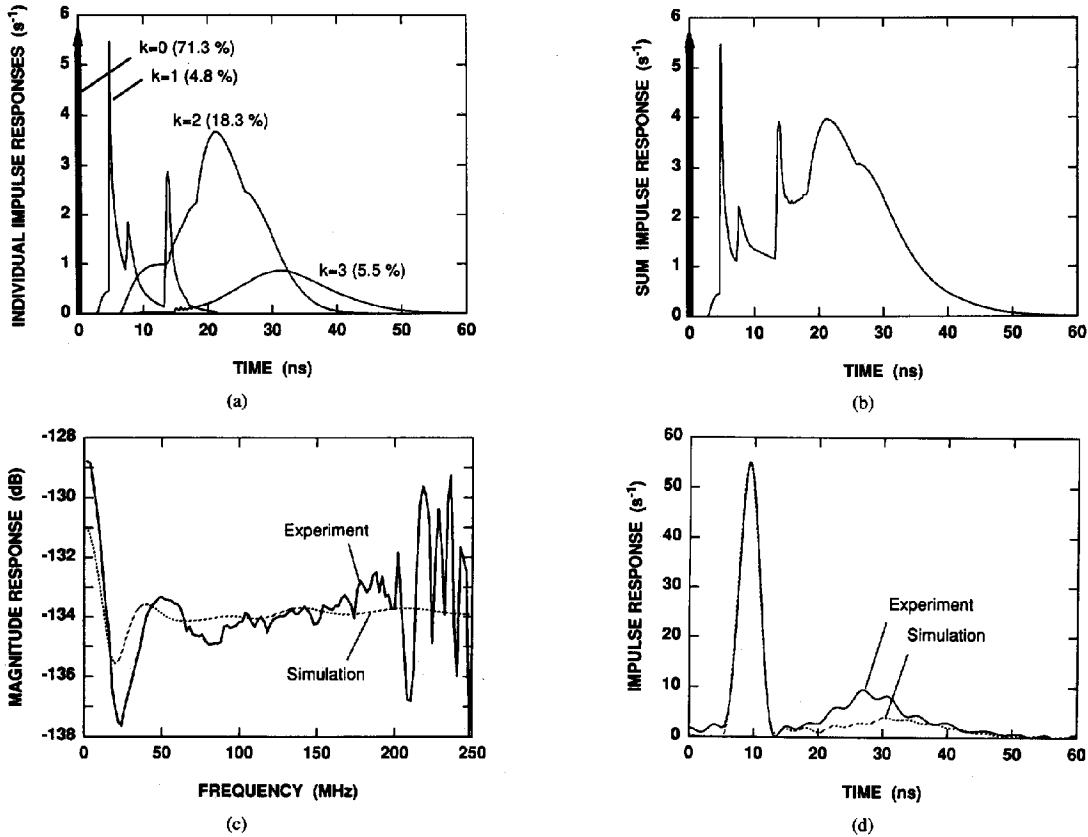 INDIVIDUAL IMPULSE RESPONSES (s⁻¹)
6
5
4
3
2
1
0
k=0 (71.3 %)
k=1 (4.8 %)
k=2 (18.3 %)
k=3 (5.5 %)
0 10 20 30 40 50 60
TIME (ns)
(a)
SUM IMPULSE RESPONSE (s⁻¹)
6
5
4
3
2
1
0
0 10 20 30 40 50 60
TIME (ns)
(b)
MAGNITUDE RESPONSE (dB)
-128
-130
-132
-134
-136
-138
Experiment
Simulation
0 50 100 150 200 250
FREQUENCY (MHz)
(c)
IMPULSE RESPONSE (s⁻¹)
60
50
40
30
20
10
0
Experiment
Simulation
0 10 20 30 40 50 60
TIME (ns)
(d)